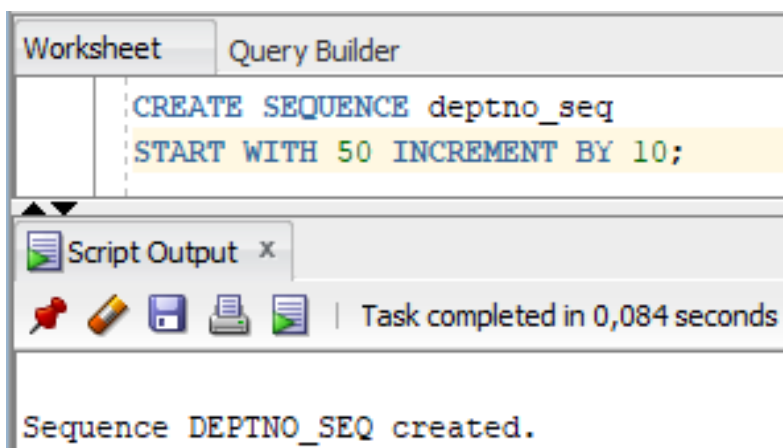 Worksheet Query Builder
CREATE SEQUENCE deptno_seq
START WITH 50 INCREMENT BY 10;
Script Output x
Task completed in 0,084 seconds
Sequence DEPTNO_SEQ created.